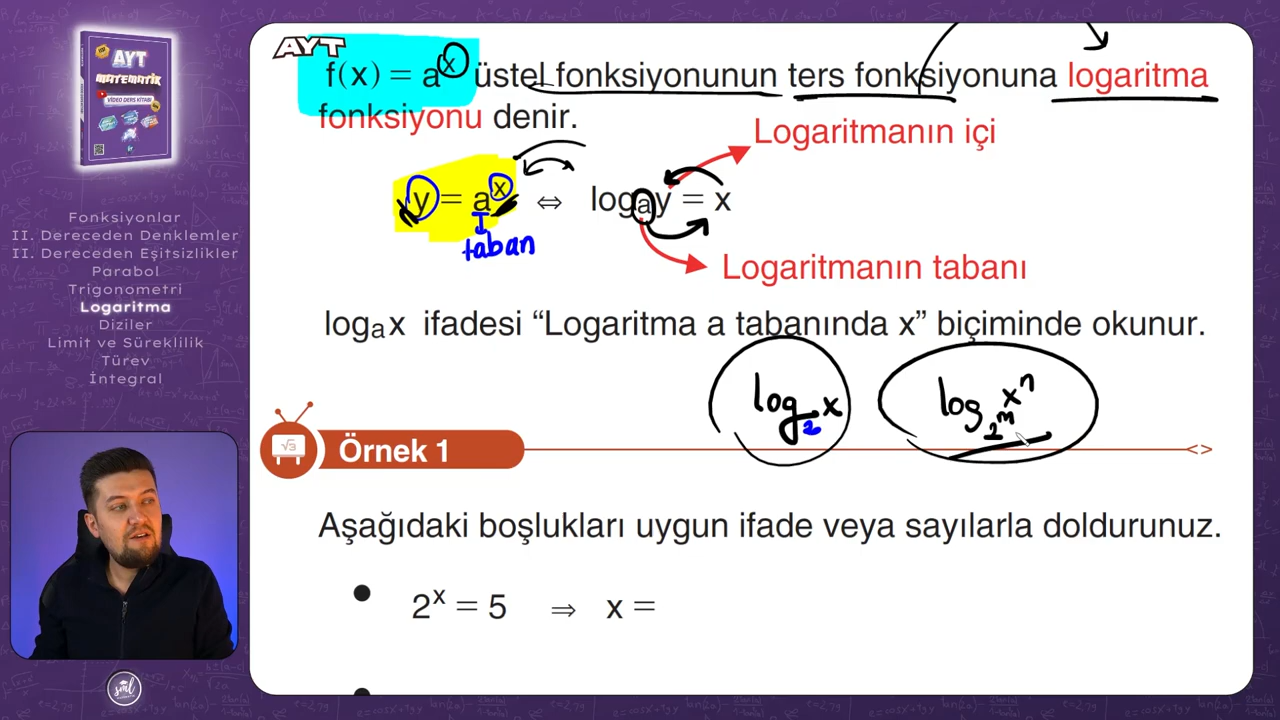 AYT
MATEMATİK
VİDEO DERS KİTABI
Fonksiyonlar
II. Dereceden Denklemler
II. Dereceden Eşitsizlikler
Parabol
Trigonometri
Logaritma
Diziler
Limit ve Süreklilik
Türev
İntegral
sml
AYT
f(x) = aˣ üstel fonksiyonunun ters fonksiyonuna logaritma
fonksiyonu denir.
Logaritmanın içi
y = aˣ ⇔ logₐy = x
taban
Logaritmanın tabanı
logₐx ifadesi “Logaritma a tabanında x” biçiminde okunur.
log₂x log₂ᵐxⁿ
√3
Örnek 1
<>
Aşağıdaki boşlukları uygun ifade veya sayılarla doldurunuz.
• 2ˣ = 5 ⇒ x =